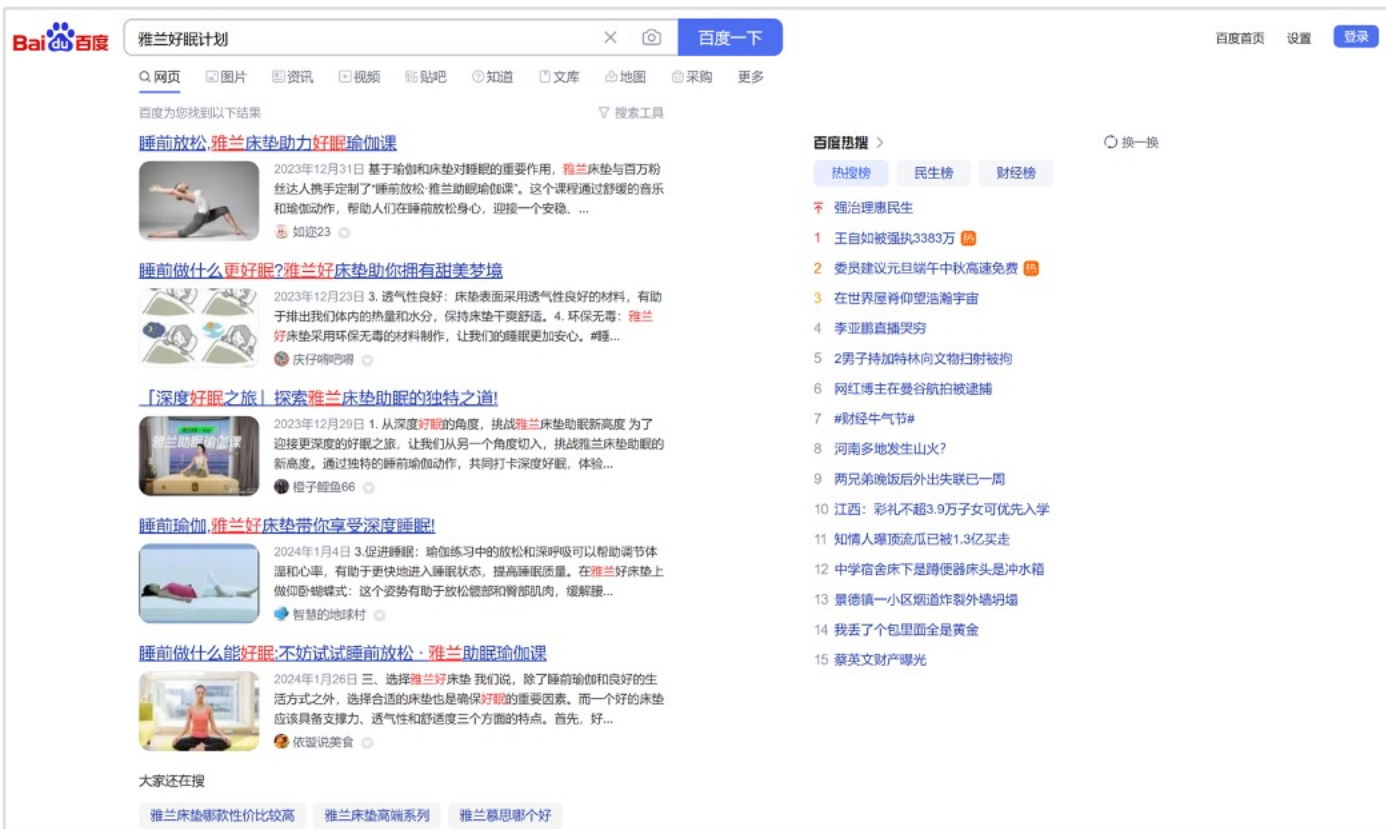 Bai du 百度
雅兰好眠计划
百度一下
百度首页 设置 登录
网页 图片 资讯 视频 贴吧 知道 文库 地图 采购 更多
百度为您找到以下结果 搜索工具
睡前放松,雅兰床垫助力好眠瑜伽课
2023年12月31日 基于瑜伽和床垫对睡眠的重要作用，雅兰床垫与百万粉
丝达人携手定制了“睡前放松·雅兰助眠瑜伽课”。这个课程通过舒缓的音乐
和瑜伽动作，帮助人们在睡前放松身心，迎接一个安稳、...
如迩23
睡前做什么更好眠?雅兰好床垫助你拥有甜美梦境
2023年12月23日 3. 透气性良好：床垫表面采用透气性良好的材料，有助
于排出我们体内的热量和水分，保持床垫干爽舒适。4. 环保无毒：雅兰
好床垫采用环保无毒的材料制作，让我们的睡眠更加安心。#睡...
「深度好眠之旅」探索雅兰床垫助眠的独特之道!
雅兰助眠瑜伽课
2023年12月29日 1. 从深度好眠的角度，挑战雅兰床垫助眠新高度 为了
迎接更深度的好眠之旅，让我们从另一个角度切入，挑战雅兰床垫助眠的
新高度。通过独特的睡前瑜伽动作，共同打卡深度好眠，体验...
橙子鲤鱼66
睡前瑜伽,雅兰好床垫带你享受深度睡眠!
2024年1月4日 3.促进睡眠：瑜伽练习中的放松和深呼吸可以帮助调节体
温和心率，有助于更快地进入睡眠状态，提高睡眠质量。在雅兰好床垫上
做仰卧蝴蝶式：这个姿势有助于放松髋部和臀部肌肉，缓解腰...
智慧的地球村
睡前做什么能好眠:不妨试试睡前放松·雅兰助眠瑜伽课
2024年1月26日 三、选择雅兰好床垫 我们说，除了睡前瑜伽和良好的生
活方式之外，选择合适的床垫也是确保好眠的重要因素。而一个好的床垫
应该具备支撑力、透气性和舒适度三个方面的特点。首先，好...
依璇说美食
大家还在搜
雅兰床垫哪款性价比较高 雅兰床垫高端系列 雅兰慕思哪个好
百度热搜 换一换
热搜榜 民生榜 财经榜
强治理惠民生
1 王自如被强执3383万 热
2 委员建议元旦端午中秋高速免费 热
3 在世界屋脊仰望浩瀚宇宙
4 李亚鹏直播哭穷
5 2男子持加特林向文物扫射被拘
6 网红博主在曼谷航拍被逮捕
7 #财经牛气节#
8 河南多地发生山火?
9 两兄弟晚饭后外出失联已一周
10 江西：彩礼不超3.9万子女可优先入学
11 知情人曝顶流瓜已被1.3亿买走
12 中学宿舍床下是蹲便器床头是冲水箱
13 景德镇一小区烟道炸裂外墙坍塌
14 我丢了个包里面全是黄金
15 蔡英文财产曝光